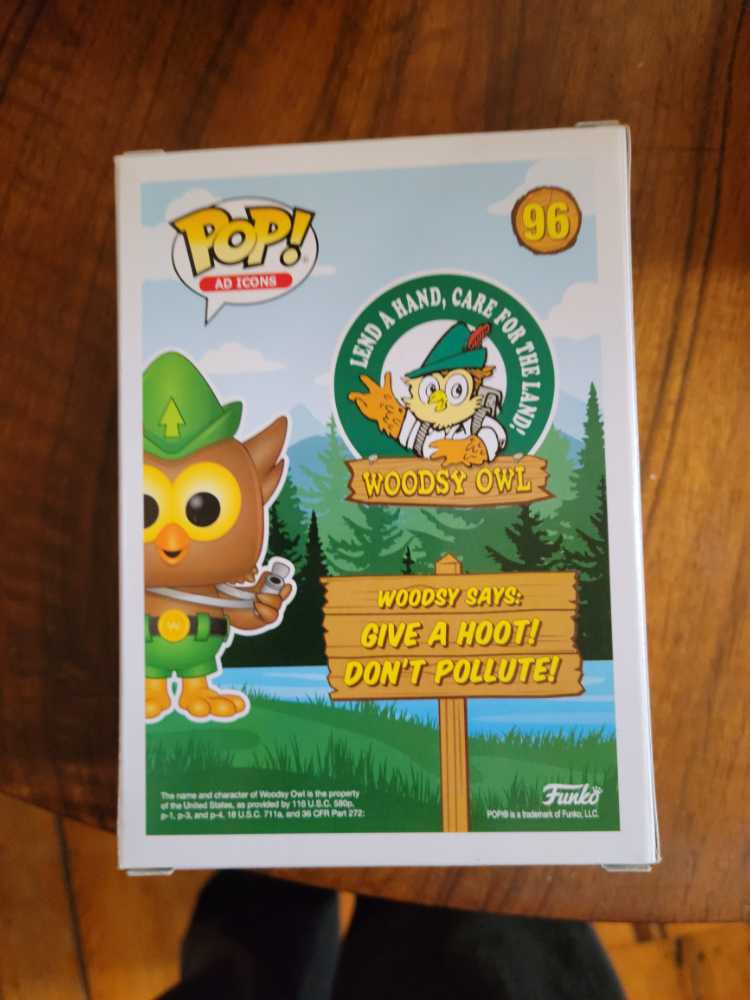 POP!
AD ICONS
96
LEND A HAND, CARE FOR THE LAND!
WOODSY OWL
WOODSY SAYS:
GIVE A HOOT!
DON'T POLLUTE!
W
The name and character of Woodsy Owl is the property
of the United States, as provided by 116 U.S.C. 580p,
p-1, p-3, and p-4, 18 U.S.C. 711a, and 36 CFR Part 272:
Funko
POP!® is a trademark of Funko, LLC.